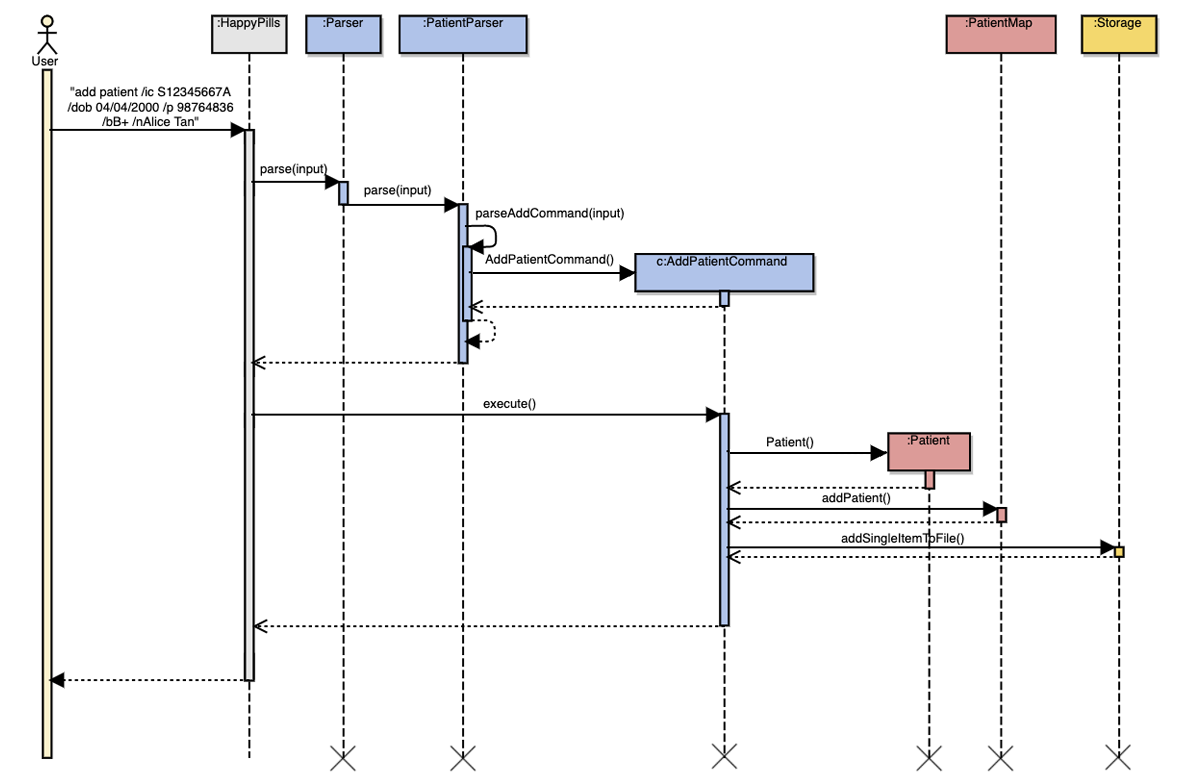 :HappyPills
:Parser
:PatientParser
:PatientMap
:Storage
User
"add patient /ic S12345667A
/dob 04/04/2000 /p 98764836
/bB+ /nAlice Tan"
parse(input)
parse(input)
parseAddCommand(input)
AddPatientCommand()
c:AddPatientCommand
execute()
Patient()
:Patient
addPatient()
addSingleItemToFile()